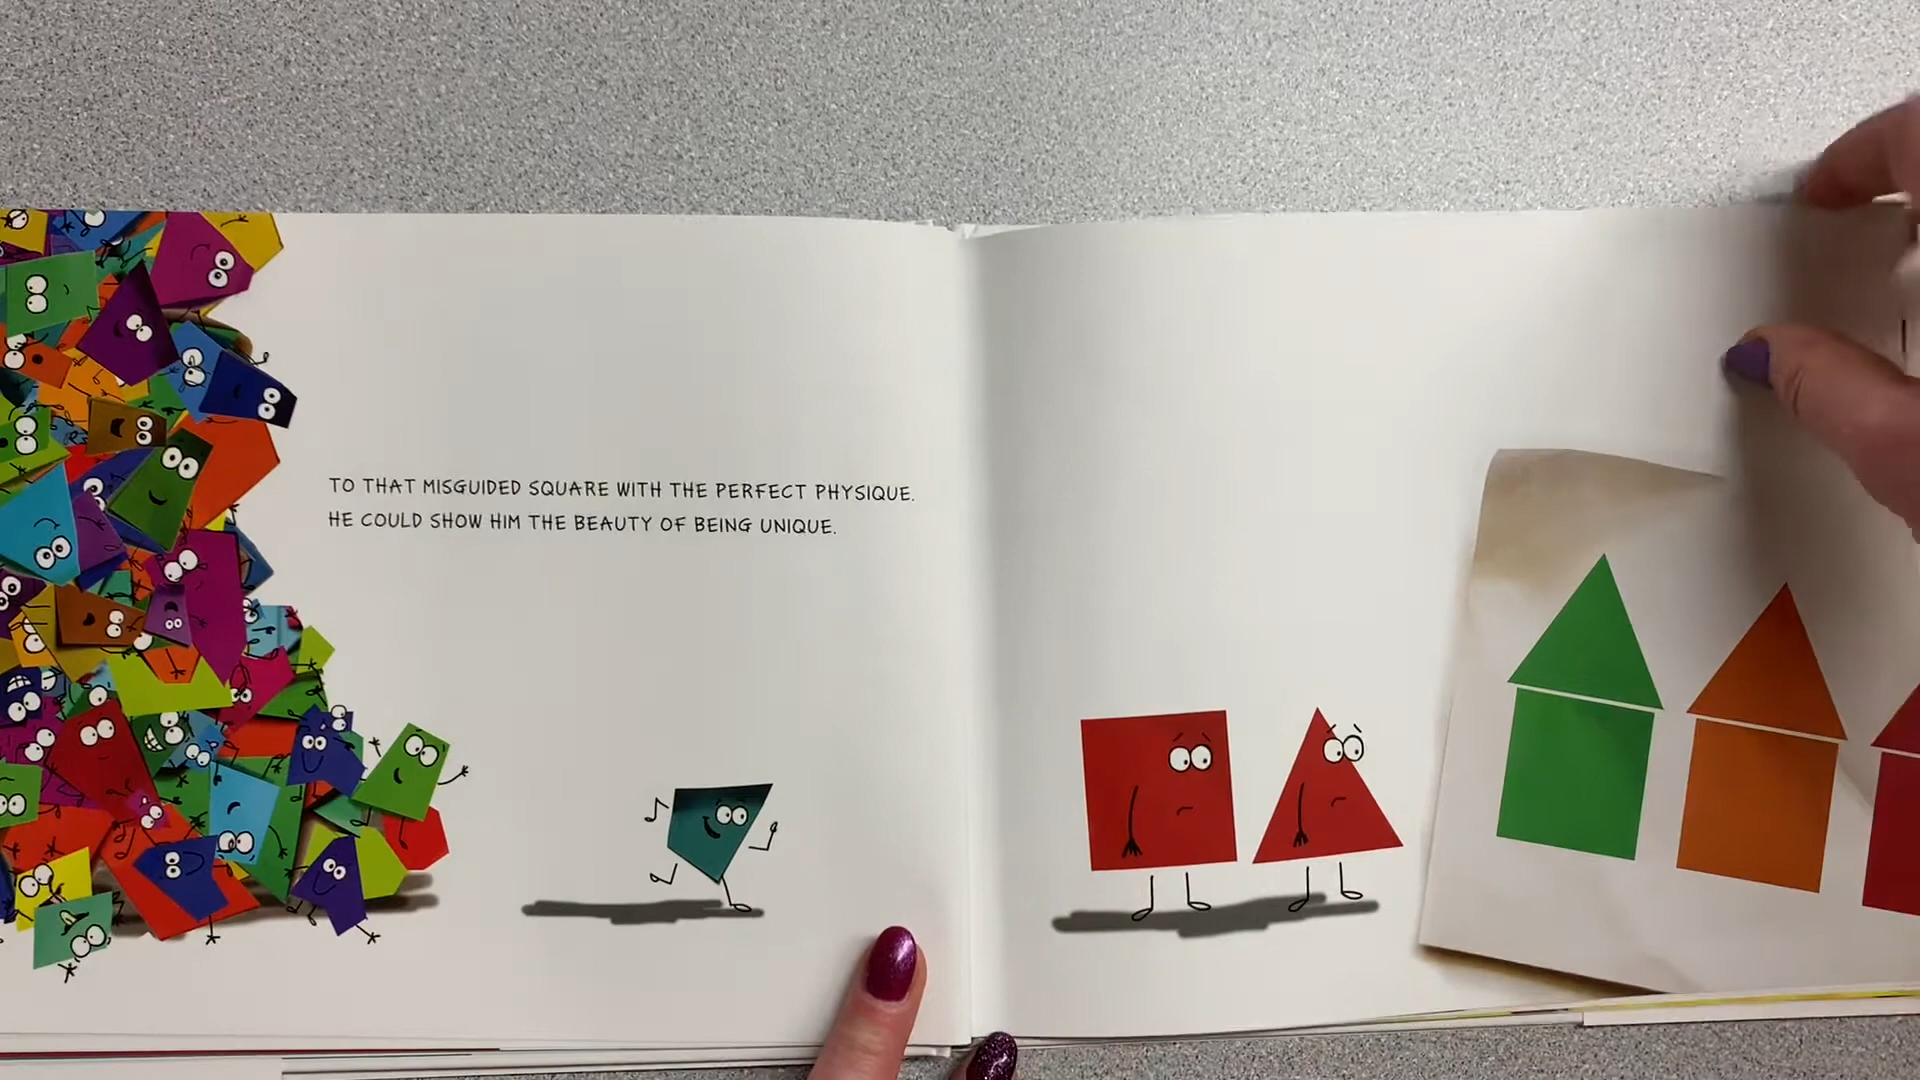 TO THAT MISGUIDED SQUARE WITH THE PERFECT PHYSIQUE.
HE COULD SHOW HIM THE BEAUTY OF BEING UNIQUE.